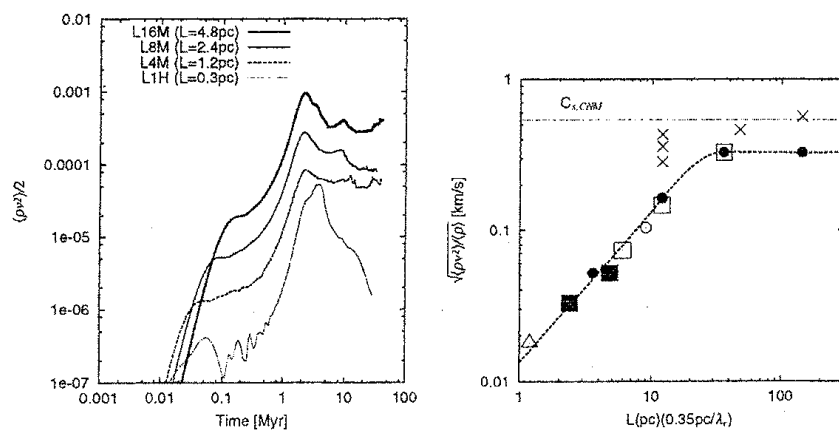 0.01
0.001
0.0001
1e-05
1e-06
1e-07
⟨ρv²⟩/2
L16M (L=4.8pc)
L8M (L=2.4pc)
L4M (L=1.2pc)
L1H (L=0.3pc)
0.001 0.01 0.1 1 10 100
Time [Myr]
1
0.1
0.01
√⟨ρv²⟩/⟨ρ⟩ [km/s]
C_{s,CNM}
1 10 100
L(pc)(0.35pc/λ_r)